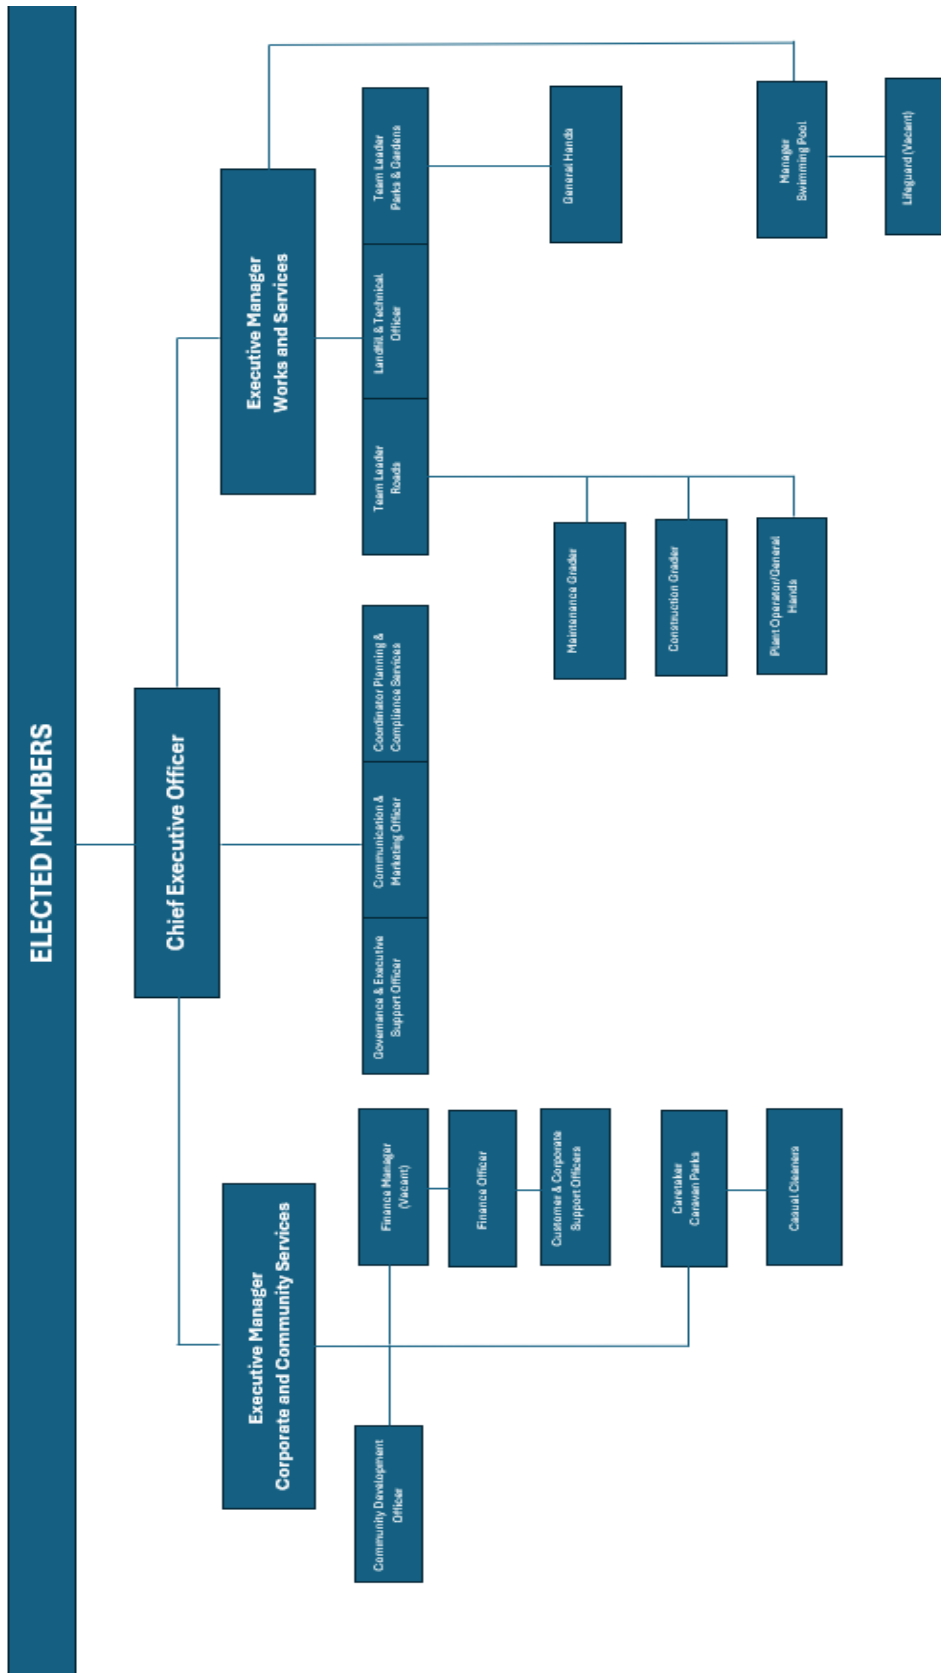 ELECTED MEMBERS
Chief Executive Officer
Executive Manager
Corporate and Community Services
Executive Manager
Works and Services
Community Development
Officer
Finance Manager
(Vacant)
Finance Officer
Customer & Corporate
Support Officers
Caretaker
Caravan Parks
Casual Cleaners
Governance & Executive
Support Officer
Communication &
Marketing Officer
Coordinator Planning &
Compliance Services
Team Leader
Roads
Landfill & Technical
Officer
Team Leader
Parks & Gardens
Maintenance Grader
Construction Grader
Plant Operator/General
Hands
General Hands
Manager
Swimming Pool
Lifeguard (Vacant)